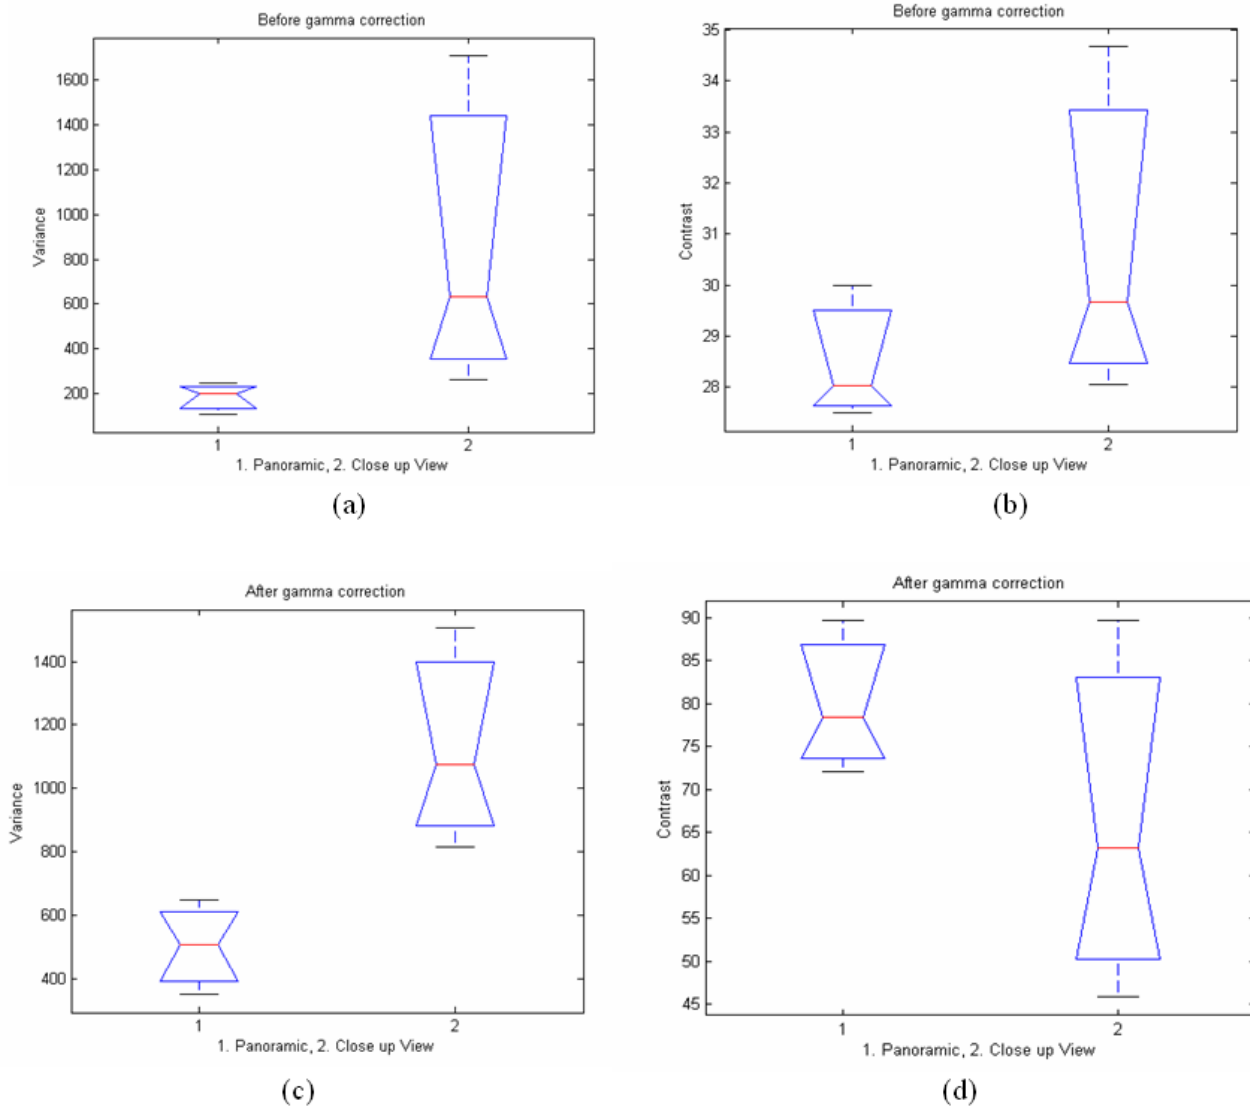 Before gamma correction
Variance
1600
1400
1200
1000
800
600
400
200
1 2
1. Panoramic, 2. Close up View
(a)
Before gamma correction
Contrast
35
34
33
32
31
30
29
28
1 2
1. Panoramic, 2. Close up View
(b)
After gamma correction
Variance
1400
1200
1000
800
600
400
1 2
1. Panoramic, 2. Close up View
(c)
After gamma correction
Contrast
90
85
80
75
70
65
60
55
50
45
1 2
1. Panoramic, 2. Close up View
(d)